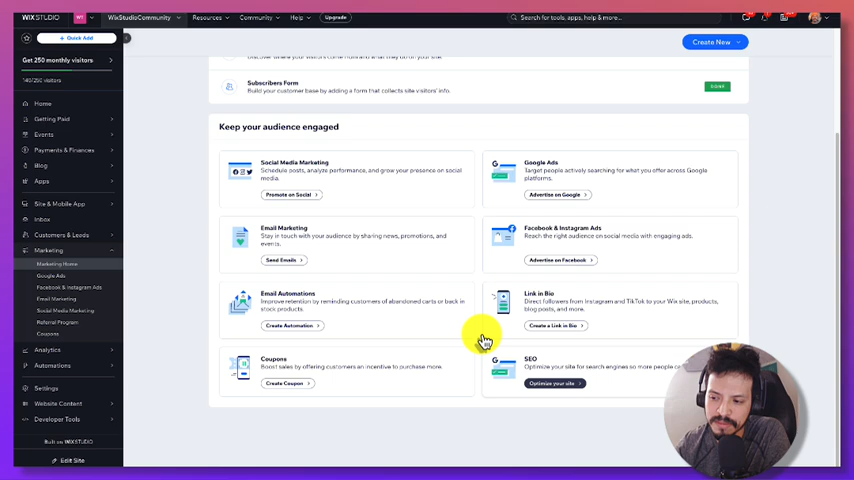 WIX STUDIO
WixStudioCommunity
Resources
Community
Help
Upgrade
Search for tools, apps, help & more...
Quick Add
Create New
Get 250 monthly visitors
Home
Getting Paid
Events
Payments & Finances
Blog
Apps
Site & Mobile App
Inbox
Customers & Leads
Marketing
Marketing Home
Google Ads
Facebook & Instagram Ads
Email Marketing
Social Media Marketing
Referral Program
Coupons
Analytics
Automations
Settings
Website Content
Developer Tools
Built on WIX STUDIO
Edit Site
Subscribers Form
Build your customer base by adding a form that collects site visitors' info.
DONE
Keep your audience engaged
Social Media Marketing
Schedule posts, analyze performance, and grow your presence on social
media.
Promote on Social
Google Ads
Target people actively searching for what you offer across Google
platforms.
Advertise on Google
Email Marketing
Stay in touch with your audience by sharing news, promotions, and
events.
Send Emails
Facebook & Instagram Ads
Reach the right audience on social media with engaging ads.
Advertise on Facebook
Email Automations
Improve retention by reminding customers of abandoned carts or back in
stock products.
Create Automation
Link in Bio
Direct followers from Instagram and TikTok to your Wix site, products,
blog posts, and more.
Create a Link in Bio
Coupons
Boost sales by offering customers an incentive to purchase more.
Create Coupon
SEO
Optimize your site for search engines so more people
Optimize your site